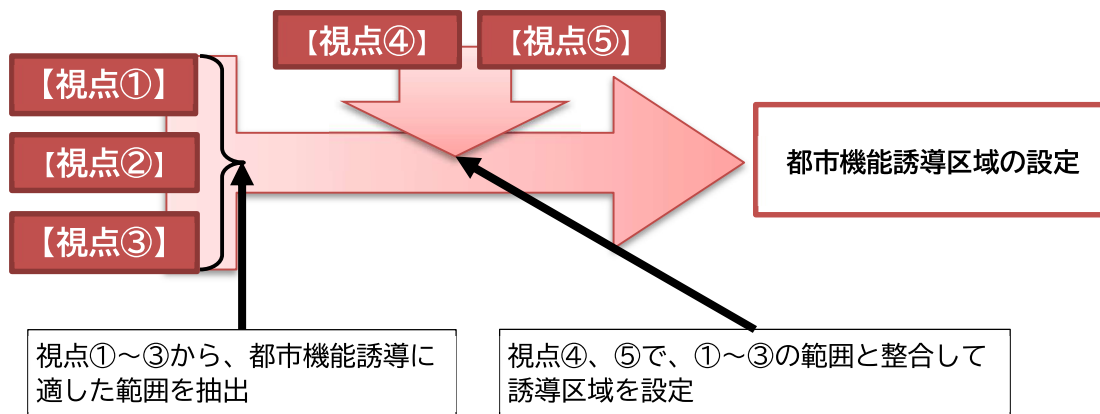 【視点④】
【視点⑤】
【視点①】
【視点②】
【視点③】
都市機能誘導区域の設定
視点①～③から、都市機能誘導に
適した範囲を抽出
視点④、⑤で、①～③の範囲と整合して
誘導区域を設定